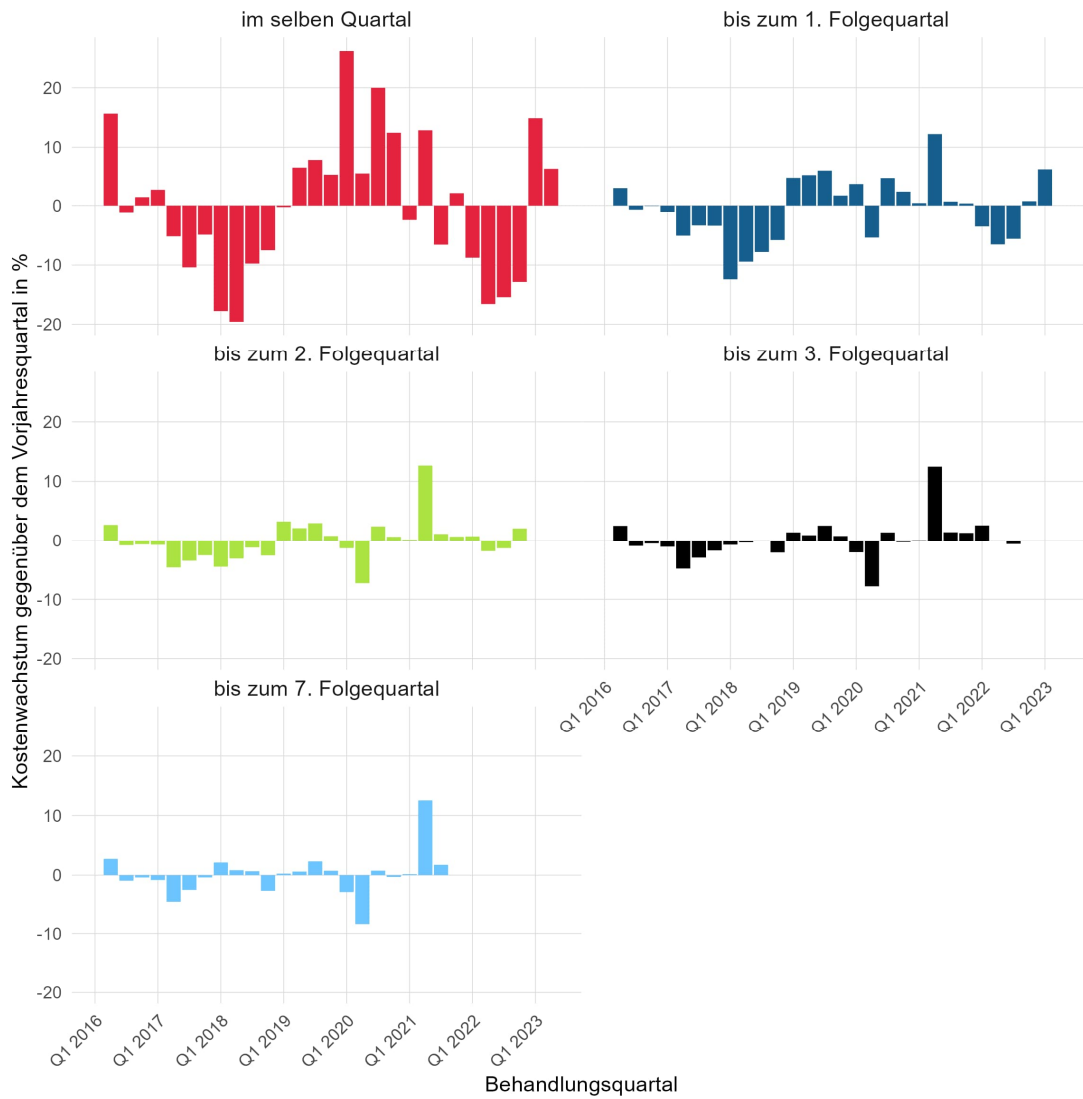 im selben Quartal
bis zum 1. Folgequartal
20
10
0
-10
-20
bis zum 2. Folgequartal
bis zum 3. Folgequartal
20
10
0
-10
-20
Q1 2016
Q1 2017
Q1 2018
Q1 2019
Q1 2020
Q1 2021
Q1 2022
Q1 2023
bis zum 7. Folgequartal
20
10
0
-10
-20
Q1 2016
Q1 2017
Q1 2018
Q1 2019
Q1 2020
Q1 2021
Q1 2022
Q1 2023
Kostenwachstum gegenüber dem Vorjahresquartal in %
Behandlungsquartal